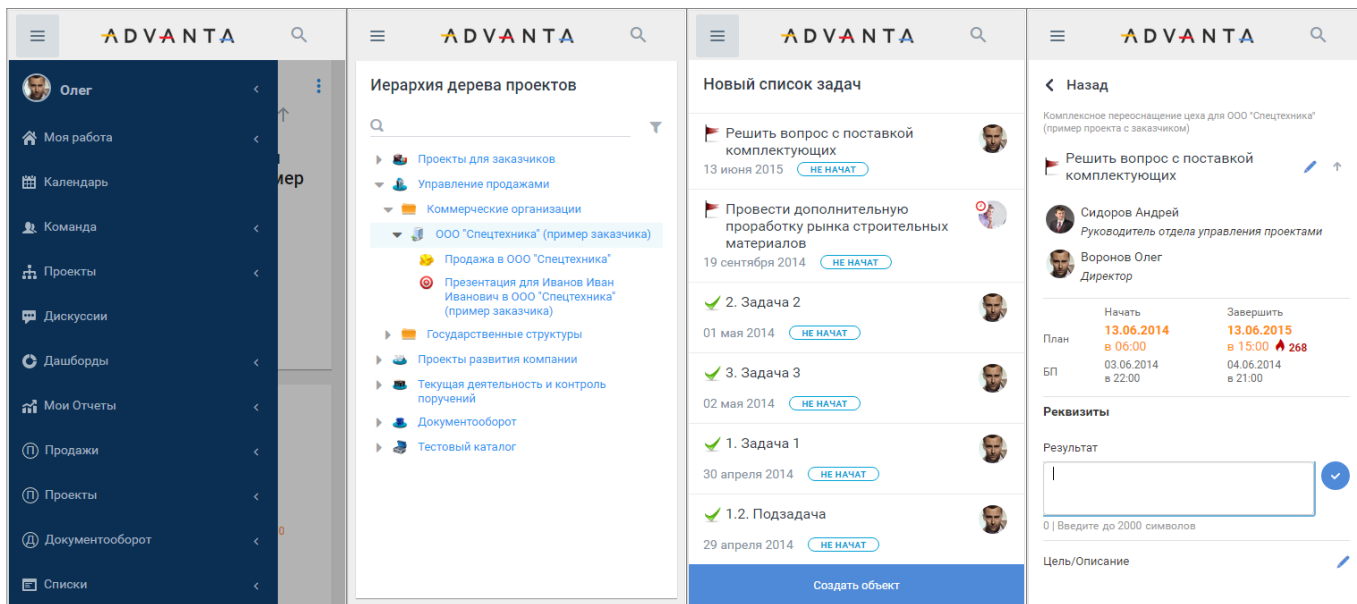 ADVANTA
Олег
Моя работа
Календарь
Команда
Проекты
Дискуссии
Дашборды
Мои Отчеты
П Продажи
П Проекты
Д Документооборот
Списки
мер
0
ADVANTA
Иерархия дерева проектов
Проекты для заказчиков
Управление продажами
Коммерческие организации
ООО "Спецтехника" (пример заказчика)
Продажа в ООО "Спецтехника"
Презентация для Иванов Иван
Иванович в ООО "Спецтехника"
(пример заказчика)
Государственные структуры
Проекты развития компании
Текущая деятельность и контроль
поручений
Документооборот
Тестовый каталог
ADVANTA
Новый список задач
Решить вопрос с поставкой
комплектующих
13 июня 2015 НЕ НАЧАТ
Провести дополнительную
проработку рынка строительных
материалов
19 сентября 2014 НЕ НАЧАТ
2. Задача 2
01 мая 2014 НЕ НАЧАТ
3. Задача 3
02 мая 2014 НЕ НАЧАТ
1. Задача 1
30 апреля 2014 НЕ НАЧАТ
1.2. Подзадача
29 апреля 2014 НЕ НАЧАТ
Создать объект
ADVANTA
Назад
Комплексное переоснащение цеха для ООО "Спецтехника"
(пример проекта с заказчиком)
Решить вопрос с поставкой
комплектующих
Сидоров Андрей
Руководитель отдела управления проектами
Воронов Олег
Директор
Начать Завершить
План 13.06.2014 13.06.2015
в 06:00 в 15:00 268
БП 03.06.2014 04.06.2014
в 22:00 в 21:00
Реквизиты
Результат
0 | Введите до 2000 символов
Цель/Описание